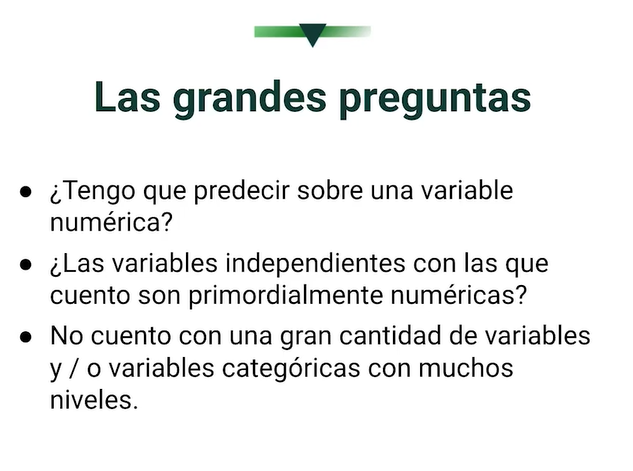 Las grandes preguntas
● ¿Tengo que predecir sobre una variable
numérica?
● ¿Las variables independientes con las que
cuento son primordialmente numéricas?
● No cuento con una gran cantidad de variables
y / o variables categóricas con muchos
niveles.